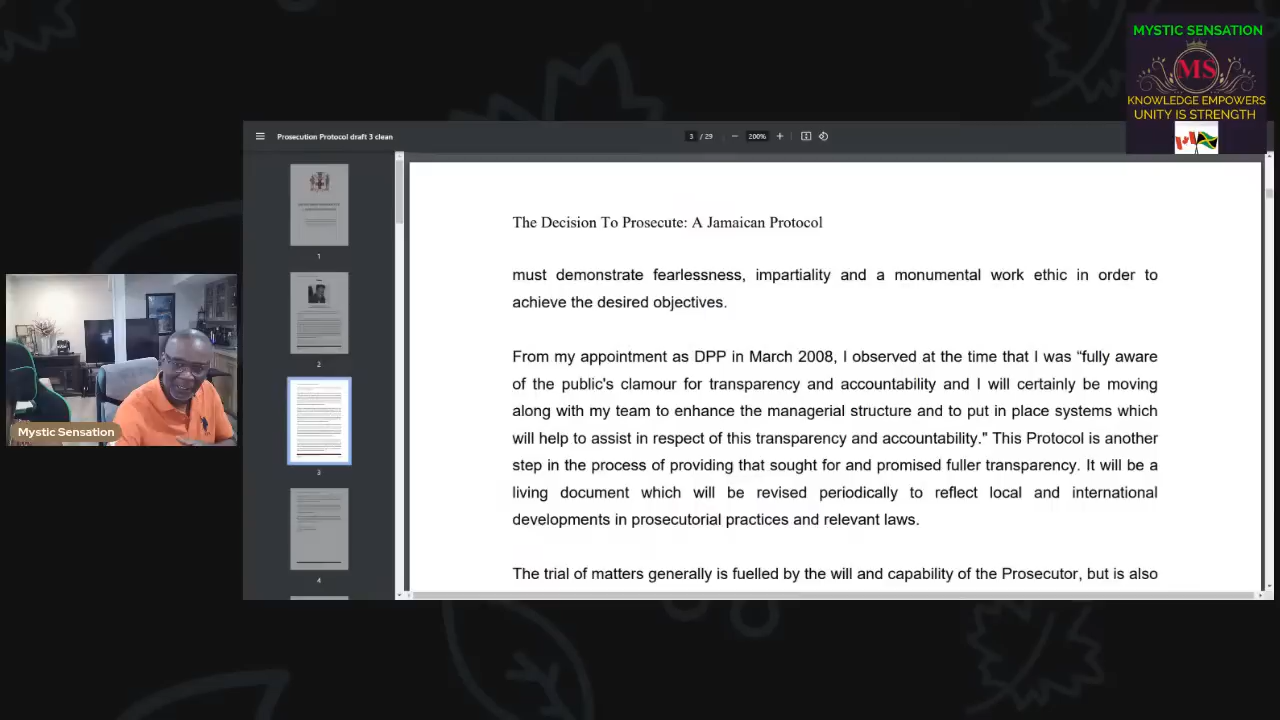 MYSTIC SENSATION
MS
KNOWLEDGE EMPOWERS
UNITY IS STRENGTH
Prosecution Protocol draft 3 clean
3 / 29
200%
1
2
3
4
The Decision To Prosecute: A Jamaican Protocol
must demonstrate fearlessness, impartiality and a monumental work ethic in order to
achieve the desired objectives.
From my appointment as DPP in March 2008, I observed at the time that I was “fully aware
of the public's clamour for transparency and accountability and I will certainly be moving
along with my team to enhance the managerial structure and to put in place systems which
will help to assist in respect of this transparency and accountability." This Protocol is another
step in the process of providing that sought for and promised fuller transparency. It will be a
living document which will be revised periodically to reflect local and international
developments in prosecutorial practices and relevant laws.
The trial of matters generally is fuelled by the will and capability of the Prosecutor, but is also
Mystic Sensation